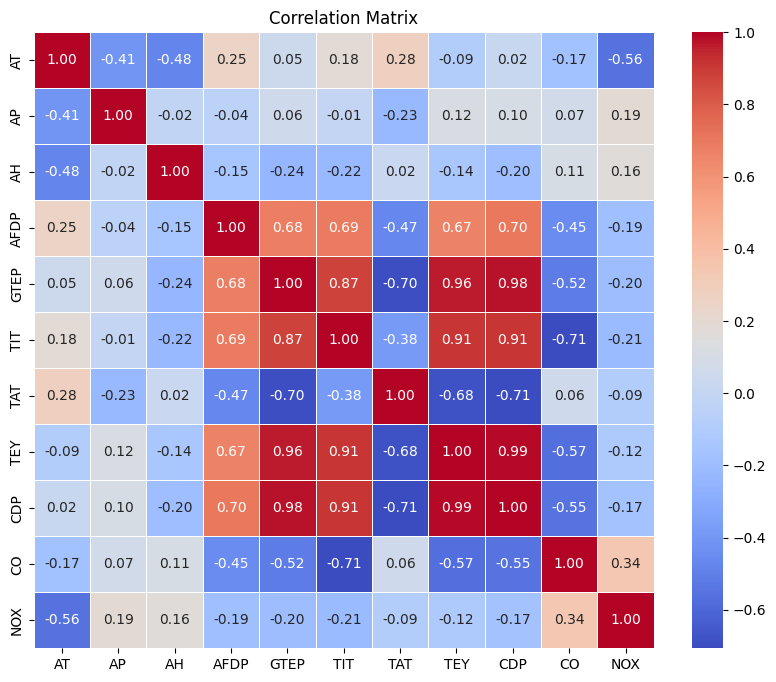 Correlation Matrix
AT 1.00 -0.41 -0.48 0.25 0.05 0.18 0.28 -0.09 0.02 -0.17 -0.56
AP -0.41 1.00 -0.02 -0.04 0.06 -0.01 -0.23 0.12 0.10 0.07 0.19
AH -0.48 -0.02 1.00 -0.15 -0.24 -0.22 0.02 -0.14 -0.20 0.11 0.16
AFDP 0.25 -0.04 -0.15 1.00 0.68 0.69 -0.47 0.67 0.70 -0.45 -0.19
GTEP 0.05 0.06 -0.24 0.68 1.00 0.87 -0.70 0.96 0.98 -0.52 -0.20
TIT 0.18 -0.01 -0.22 0.69 0.87 1.00 -0.38 0.91 0.91 -0.71 -0.21
TAT 0.28 -0.23 0.02 -0.47 -0.70 -0.38 1.00 -0.68 -0.71 0.06 -0.09
TEY -0.09 0.12 -0.14 0.67 0.96 0.91 -0.68 1.00 0.99 -0.57 -0.12
CDP 0.02 0.10 -0.20 0.70 0.98 0.91 -0.71 0.99 1.00 -0.55 -0.17
CO -0.17 0.07 0.11 -0.45 -0.52 -0.71 0.06 -0.57 -0.55 1.00 0.34
NOX -0.56 0.19 0.16 -0.19 -0.20 -0.21 -0.09 -0.12 -0.17 0.34 1.00
AT AP AH AFDP GTEP TIT TAT TEY CDP CO NOX
1.0
0.8
0.6
0.4
0.2
0.0
−0.2
−0.4
−0.6